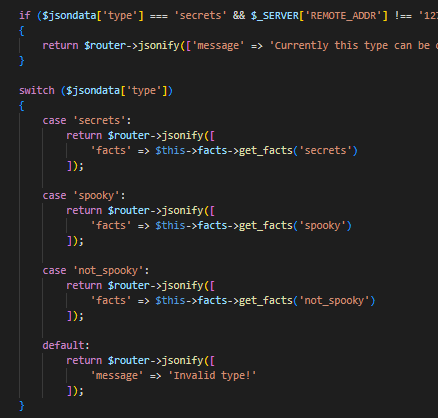 if ($jsondata['type'] === 'secrets' && $_SERVER['REMOTE_ADDR'] !== '127
{
    return $router->jsonify(['message' => 'Currently this type can be
}

switch ($jsondata['type'])
{
    case 'secrets':
        return $router->jsonify([
            'facts' => $this->facts->get_facts('secrets')
        ]);

    case 'spooky':
        return $router->jsonify([
            'facts' => $this->facts->get_facts('spooky')
        ]);

    case 'not_spooky':
        return $router->jsonify([
            'facts' => $this->facts->get_facts('not_spooky')
        ]);

    default:
        return $router->jsonify([
            'message' => 'Invalid type!'
        ]);
}